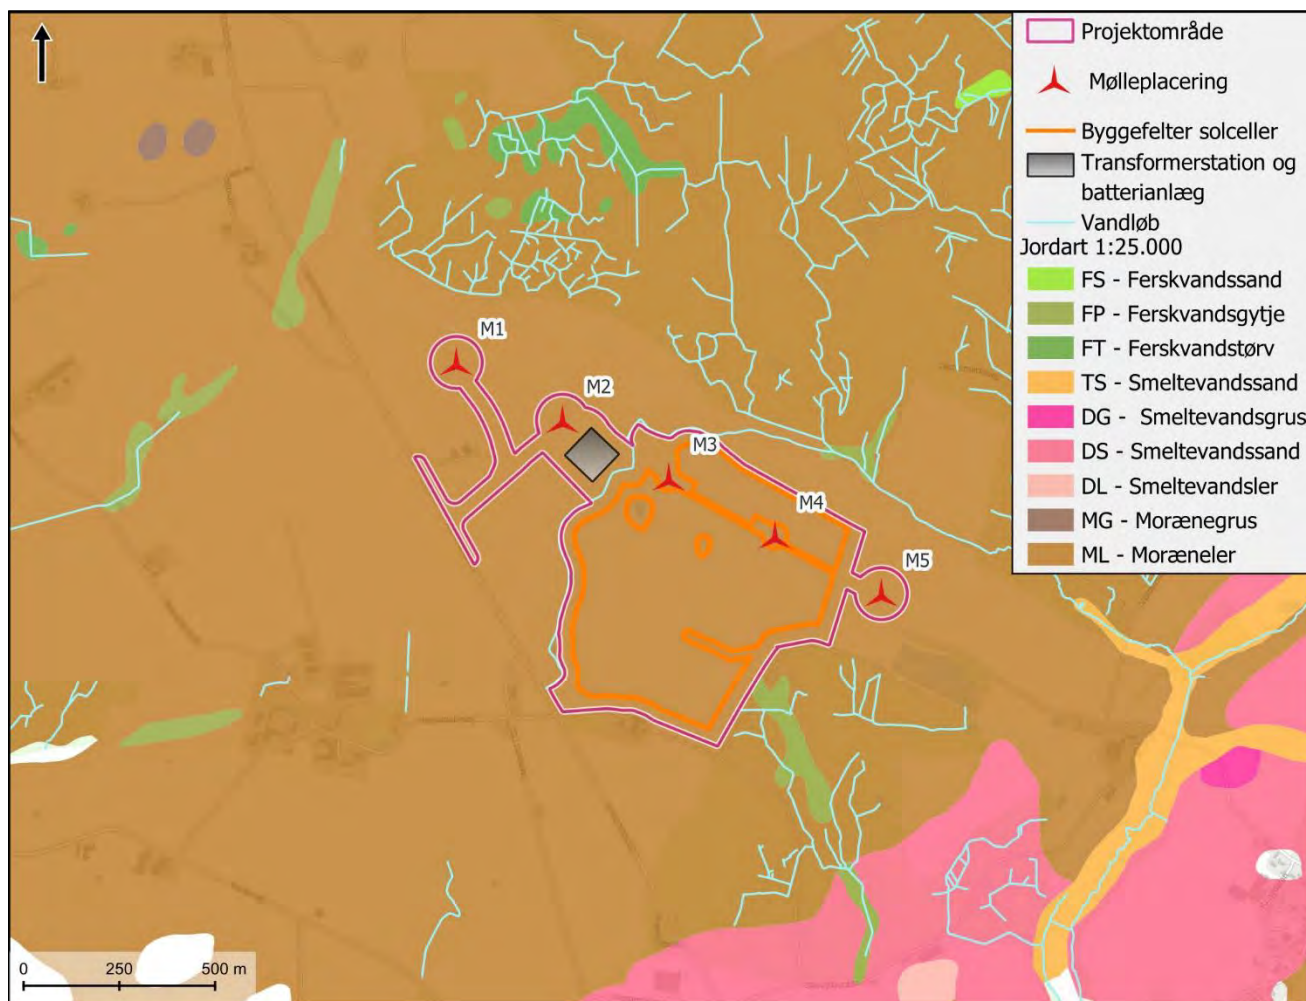 Projektområde
Mølleplacering
Byggefelter solceller
Transformerstation og
batterianlæg
Vandløb
Jordart 1:25.000
FS - Ferskvandssand
FP - Ferskvandsgytje
FT - Ferskvandstørv
TS - Smeltevandssand
DG - Smeltevandsgrus
DS - Smeltevandssand
DL - Smeltevandsler
MG - Morænegrus
ML - Moræneler
M1
M2
M3
M4
M5
0 250 500 m